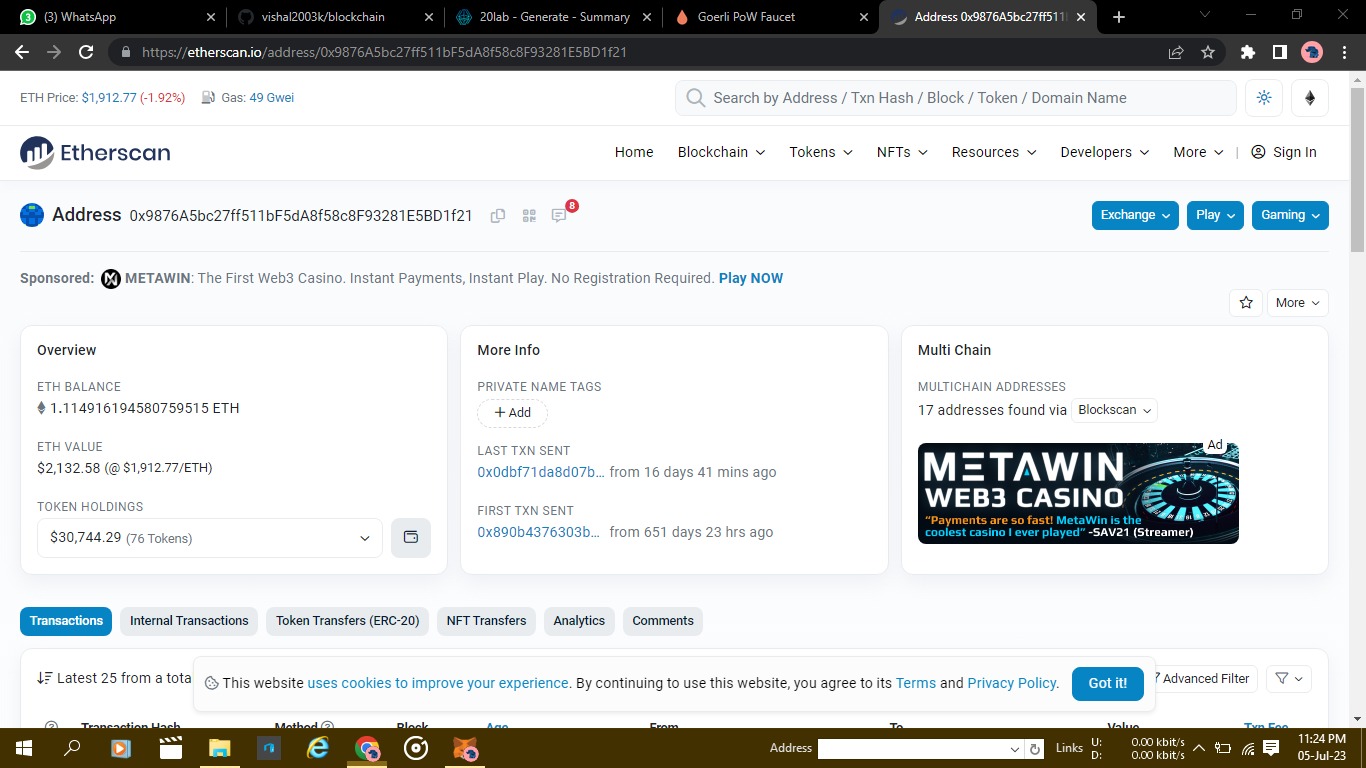 (3) WhatsApp
vishal2003k/blockchain
20lab - Generate - Summary
Goerli PoW Faucet
Address 0x9876A5bc27ff511
https://etherscan.io/address/0x9876A5bc27ff511bF5dA8f58c8F93281E5BD1f21
ETH Price: $1,912.77 (-1.92%) Gas: 49 Gwei
Search by Address / Txn Hash / Block / Token / Domain Name
Etherscan
Home Blockchain Tokens NFTs Resources Developers More | Sign In
Address 0x9876A5bc27ff511bF5dA8f58c8F93281E5BD1f21 8
Exchange Play Gaming
Sponsored: METAWIN: The First Web3 Casino. Instant Payments, Instant Play. No Registration Required. Play NOW
More
Overview
ETH BALANCE
1.114916194580759515 ETH
ETH VALUE
$2,132.58 (@ $1,912.77/ETH)
TOKEN HOLDINGS
$30,744.29 (76 Tokens)
More Info
PRIVATE NAME TAGS
+ Add
LAST TXN SENT
0x0dbf71da8d07b... from 16 days 41 mins ago
FIRST TXN SENT
0x890b4376303b... from 651 days 23 hrs ago
Multi Chain
MULTICHAIN ADDRESSES
17 addresses found via Blockscan
Ad
METAWIN
WEB3 CASINO
“Payments are so fast! MetaWin is the
coolest casino I ever played” -SAV21 (Streamer)
Transactions Internal Transactions Token Transfers (ERC-20) NFT Transfers Analytics Comments
Latest 25 from a tota
This website uses cookies to improve your experience. By continuing to use this website, you agree to its Terms and Privacy Policy. Got it!
Advanced Filter
Transaction Hash Method Block Age From To Value Txn Fee
Address Links
U: 0.00 kbit/s
D: 0.00 kbit/s
11:24 PM
05-Jul-23